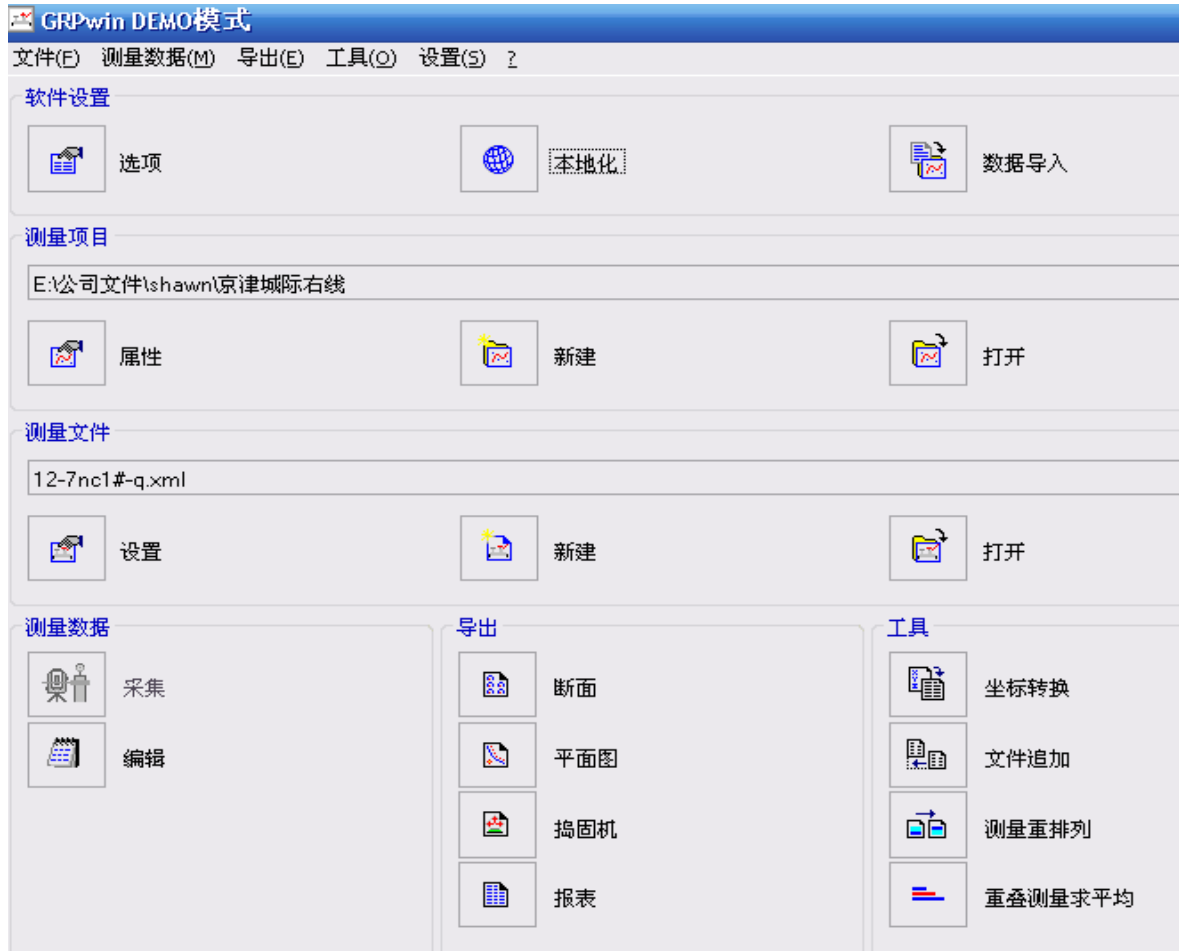 GRPwin DEMO模式
文件(F) 测量数据(M) 导出(E) 工具(O) 设置(S) ?
软件设置
选项 本地化 数据导入
测量项目
E:\公司文件\shawn\京津城际右线
属性 新建 打开
测量文件
12-7nc1#-q.xml
设置 新建 打开
测量数据 导出 工具
采集 断面 坐标转换
编辑 平面图 文件追加
捣固机 测量重排列
报表 重叠测量求平均